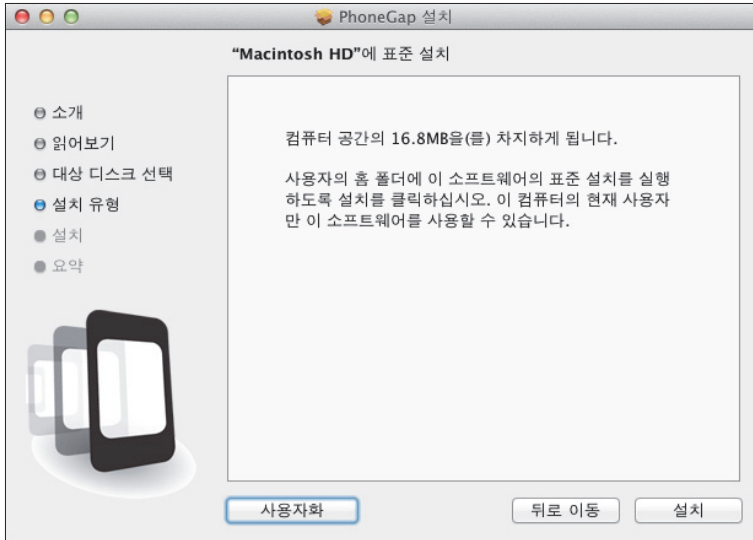 PhoneGap 설치
“Macintosh HD”에 표준 설치
소개
읽어보기
대상 디스크 선택
설치 유형
설치
요약
컴퓨터 공간의 16.8MB을(를) 차지하게 됩니다.
사용자의 홈 폴더에 이 소프트웨어의 표준 설치를 실행
하도록 설치를 클릭하십시오. 이 컴퓨터의 현재 사용자
만 이 소프트웨어를 사용할 수 있습니다.
사용자화
뒤로 이동
설치